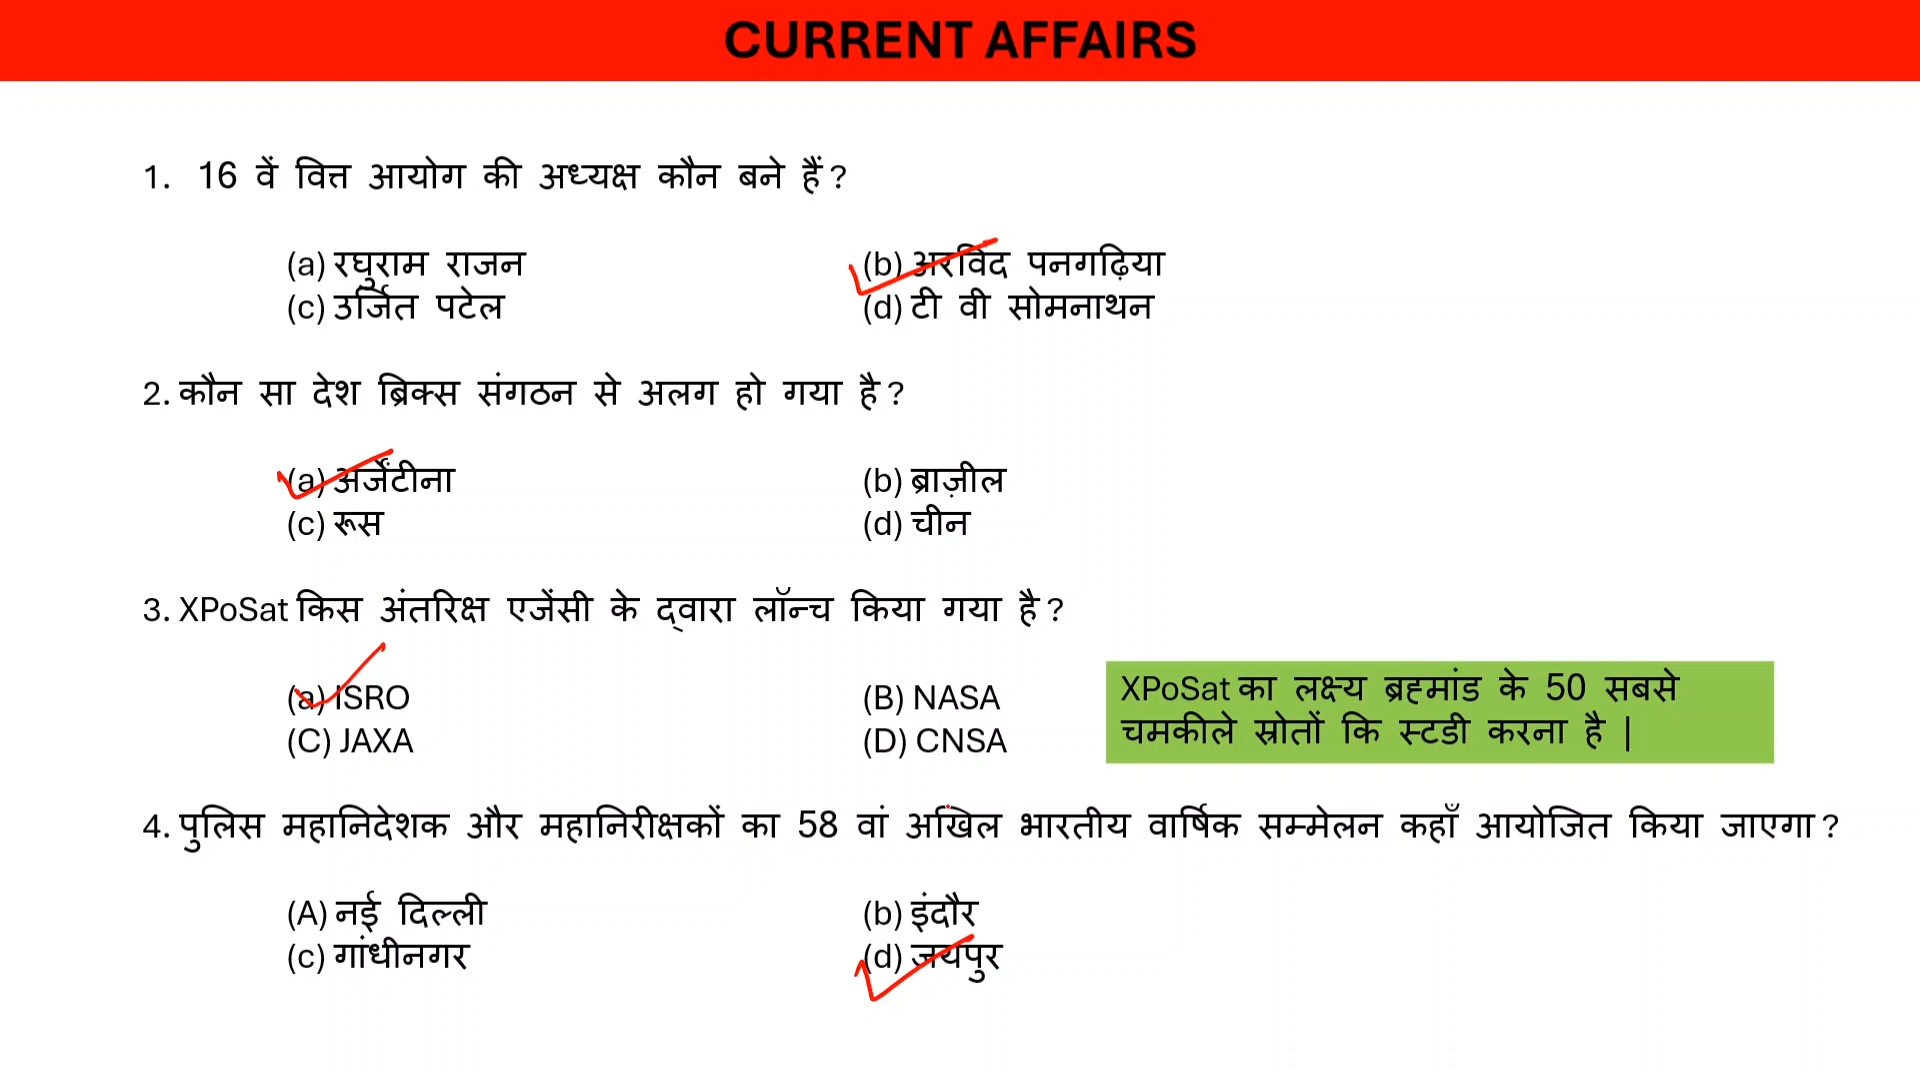 CURRENT AFFAIRS
1. 16 वें वित्त आयोग की अध्यक्ष कौन बने हैं ?
(a) रघुराम राजन (b) अरविंद पनगढ़िया
(c) उर्जित पटेल (d) टी वी सोमनाथन
2. कौन सा देश ब्रिक्स संगठन से अलग हो गया है ?
(a) अर्जेंटीना (b) ब्राज़ील
(c) रूस (d) चीन
3. XPoSat किस अंतरिक्ष एजेंसी के द्वारा लॉन्च किया गया है ?
(a) ISRO (B) NASA
(C) JAXA (D) CNSA
XPoSat का लक्ष्य ब्रह्मांड के 50 सबसे
चमकीले स्रोतों कि स्टडी करना है |
4. पुलिस महानिदेशक और महानिरीक्षकों का 58 वां अखिल भारतीय वार्षिक सम्मेलन कहाँ आयोजित किया जाएगा ?
(A) नई दिल्ली (b) इंदौर
(c) गांधीनगर (d) जयपुर